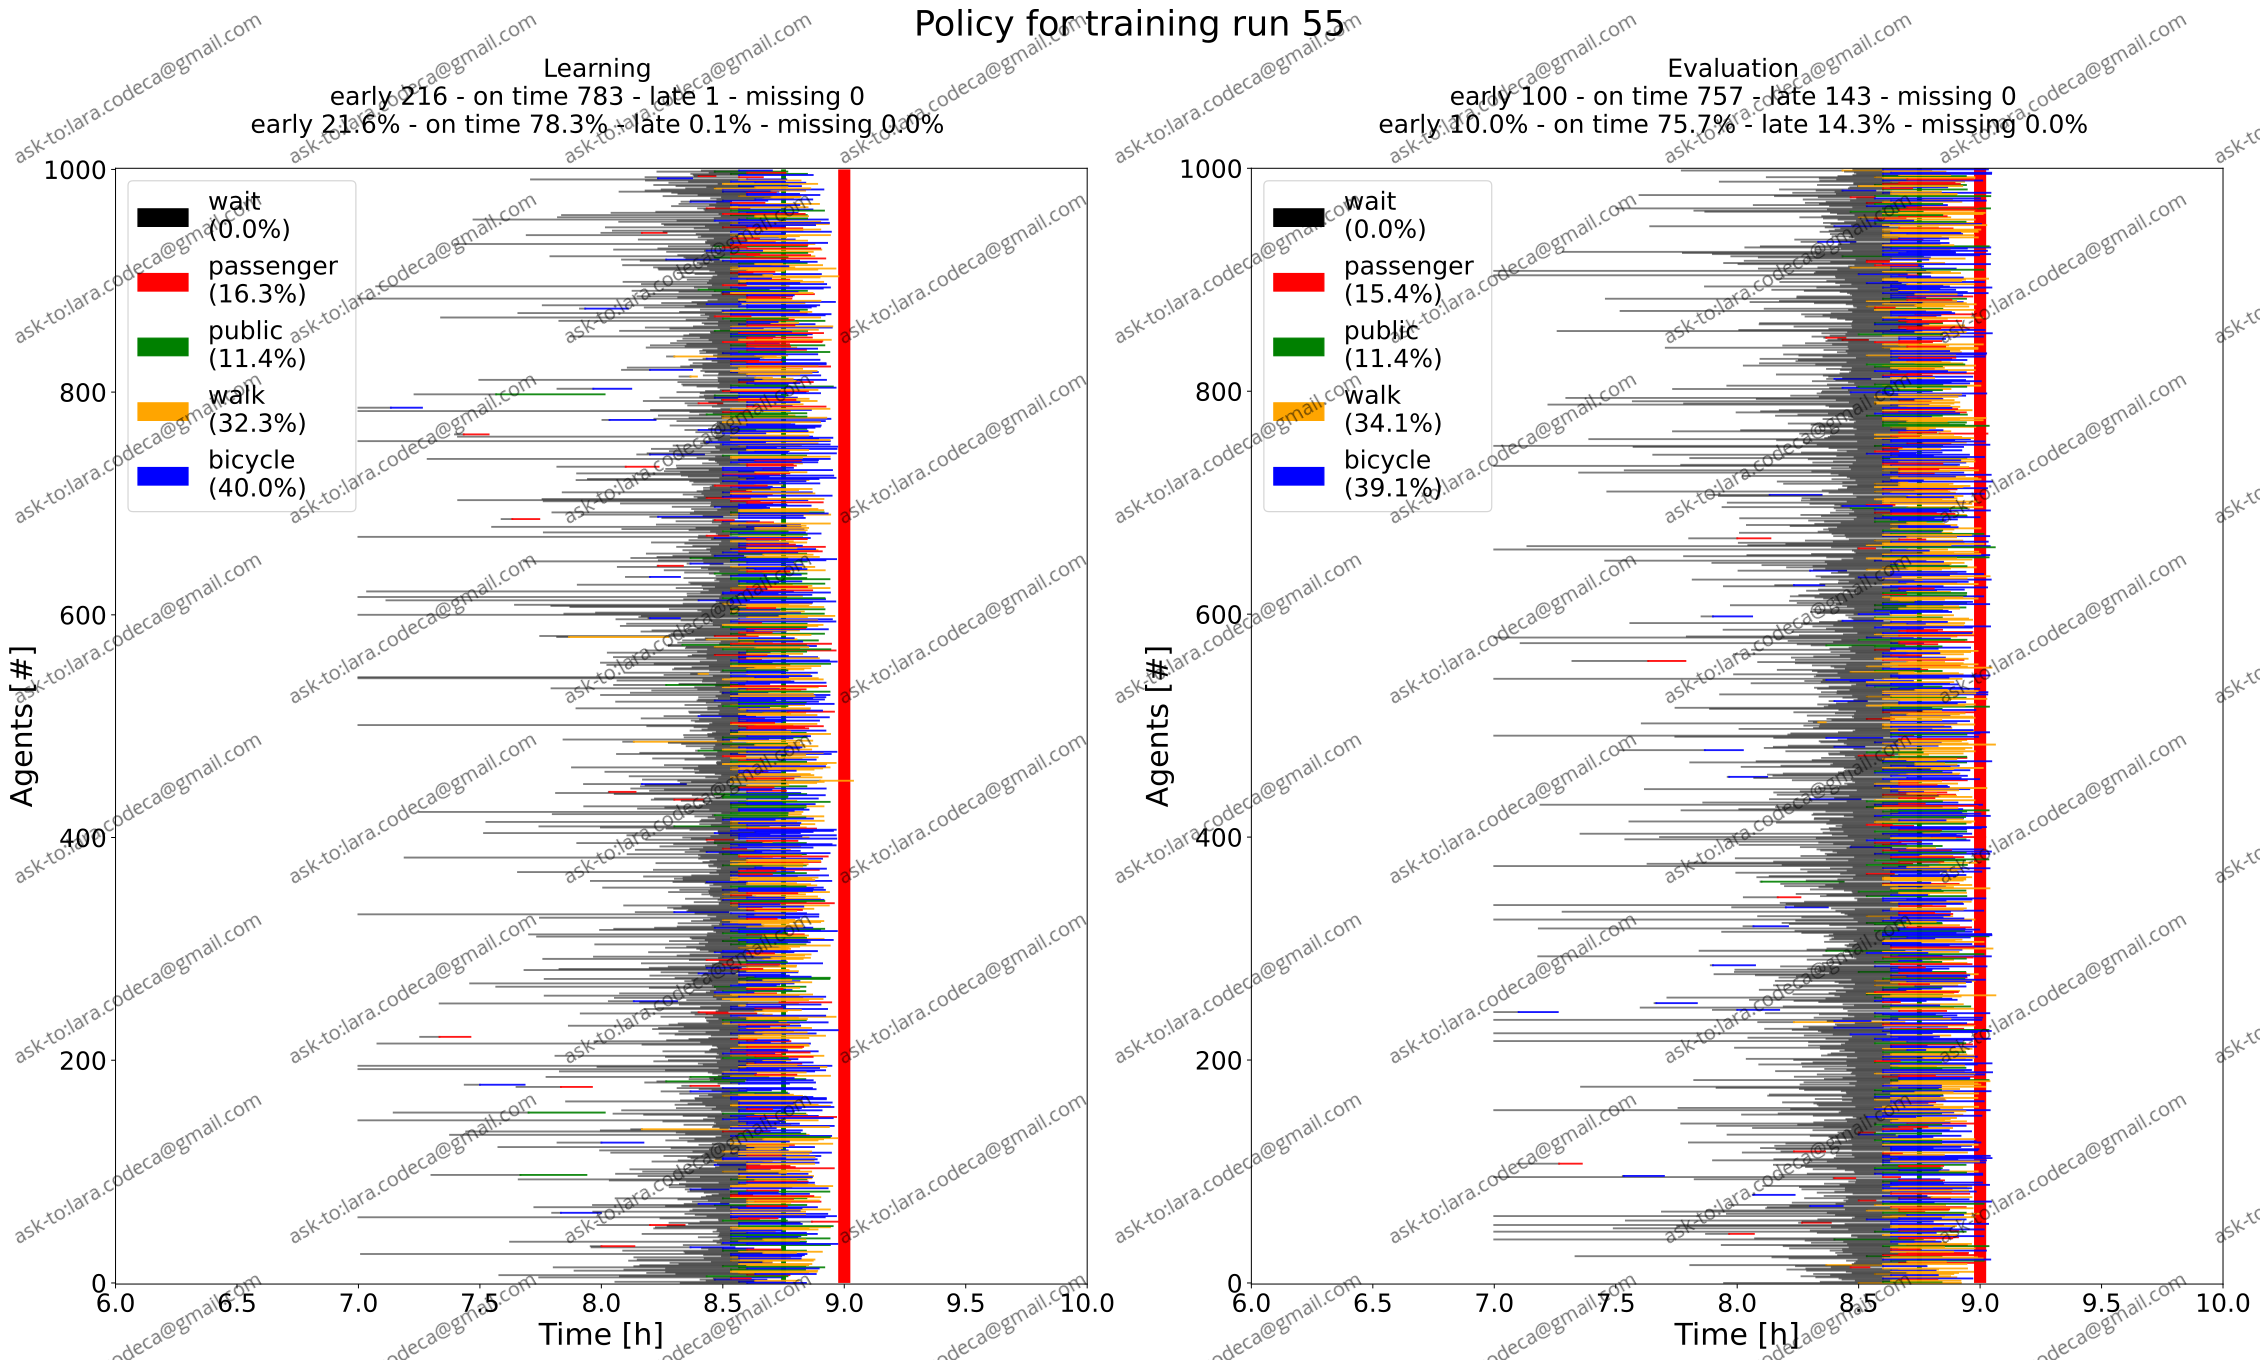 Policy for training run 55
Learning
early 216 - on time 783 - late 1 - missing 0
early 21.6% - on time 78.3% - late 0.1% - missing 0.0%
1000
800
600
400
200
0
Agents [#]
wait
(0.0%)
passenger
(16.3%)
public
(11.4%)
walk
(32.3%)
bicycle
(40.0%)
6.0 6.5 7.0 7.5 8.0 8.5 9.0 9.5 10.0
Time [h]
Evaluation
early 100 - on time 757 - late 143 - missing 0
early 10.0% - on time 75.7% - late 14.3% - missing 0.0%
1000
800
600
400
200
0
Agents [#]
wait
(0.0%)
passenger
(15.4%)
public
(11.4%)
walk
(34.1%)
bicycle
(39.1%)
6.0 6.5 7.0 7.5 8.0 8.5 9.0 9.5 10.0
Time [h]
ask-to:lara.codeca@gmail.com